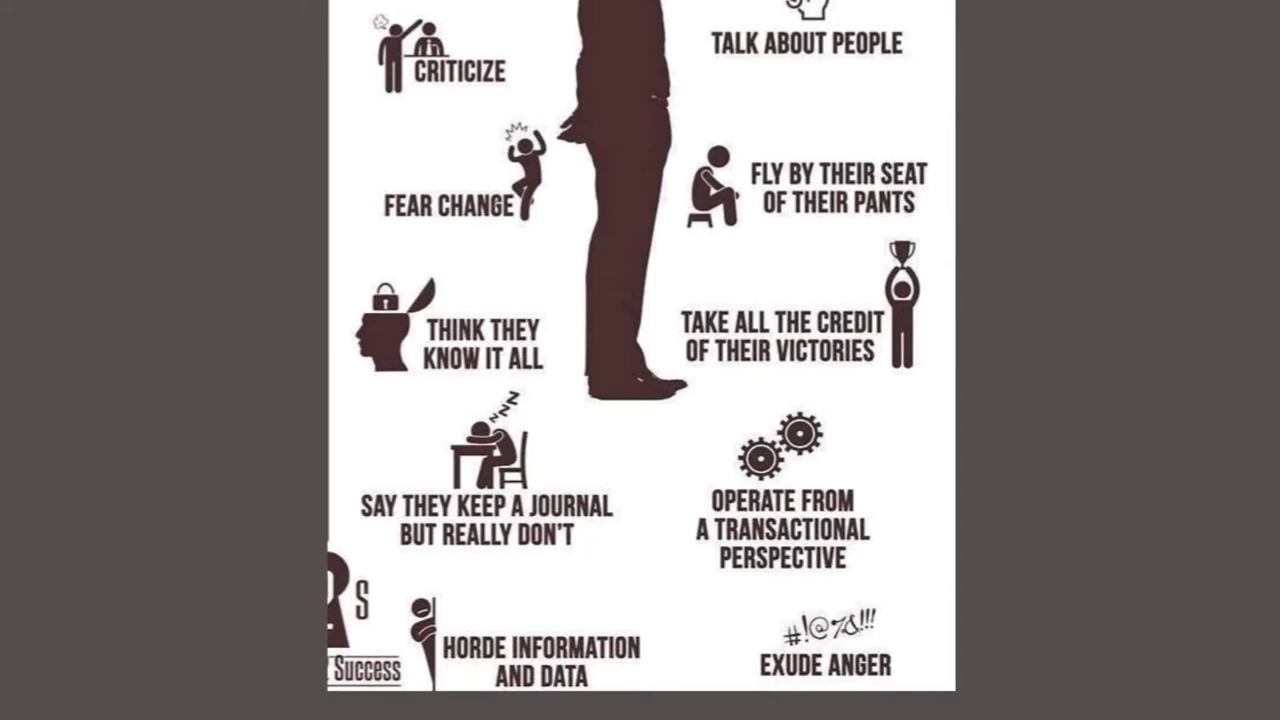 CRITICIZE
TALK ABOUT PEOPLE
FEAR CHANGE
FLY BY THEIR SEAT
OF THEIR PANTS
THINK THEY
KNOW IT ALL
TAKE ALL THE CREDIT
OF THEIR VICTORIES
zzZ
SAY THEY KEEP A JOURNAL
BUT REALLY DON'T
OPERATE FROM
A TRANSACTIONAL
PERSPECTIVE
S
Success
HORDE INFORMATION
AND DATA
#!@%&!!!
EXUDE ANGER